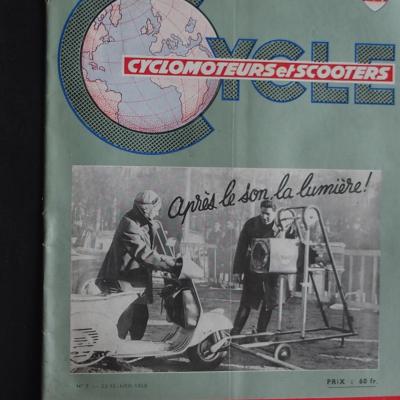 CYCLE
CYCLOMOTEURS et SCOOTERS
après le son, la lumière!
PRIX : 60 fr.